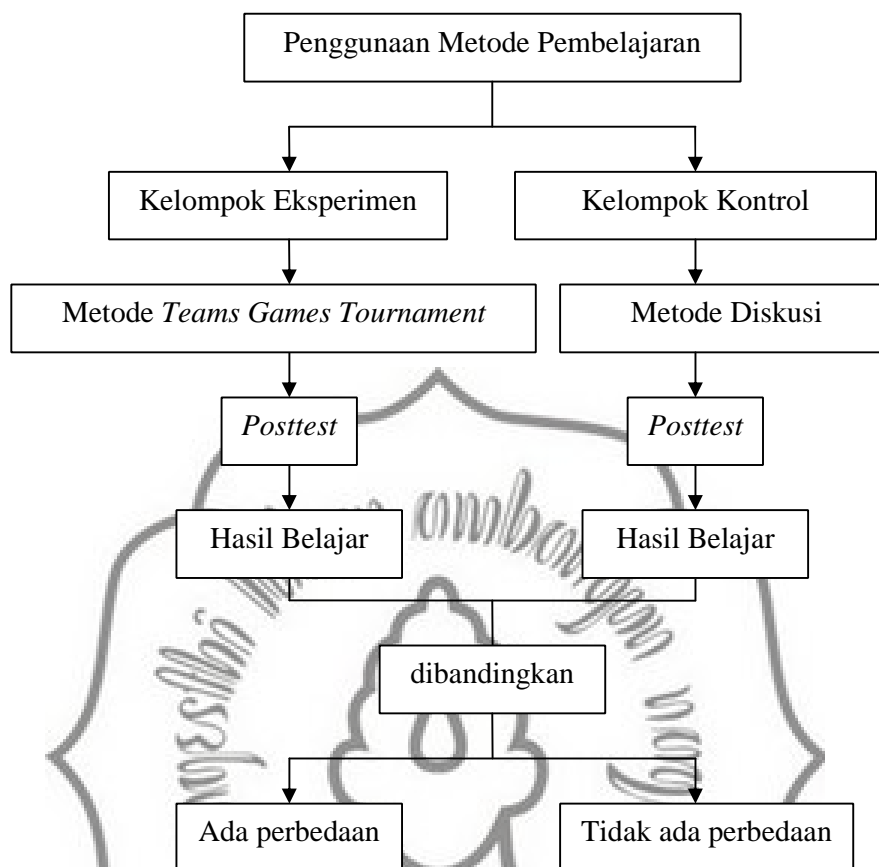 Penggunaan Metode Pembelajaran
Kelompok Eksperimen
Kelompok Kontrol
Metode Teams Games Tournament
Metode Diskusi
Posttest
Posttest
Hasil Belajar
Hasil Belajar
dibandingkan
Ada perbedaan
Tidak ada perbedaan